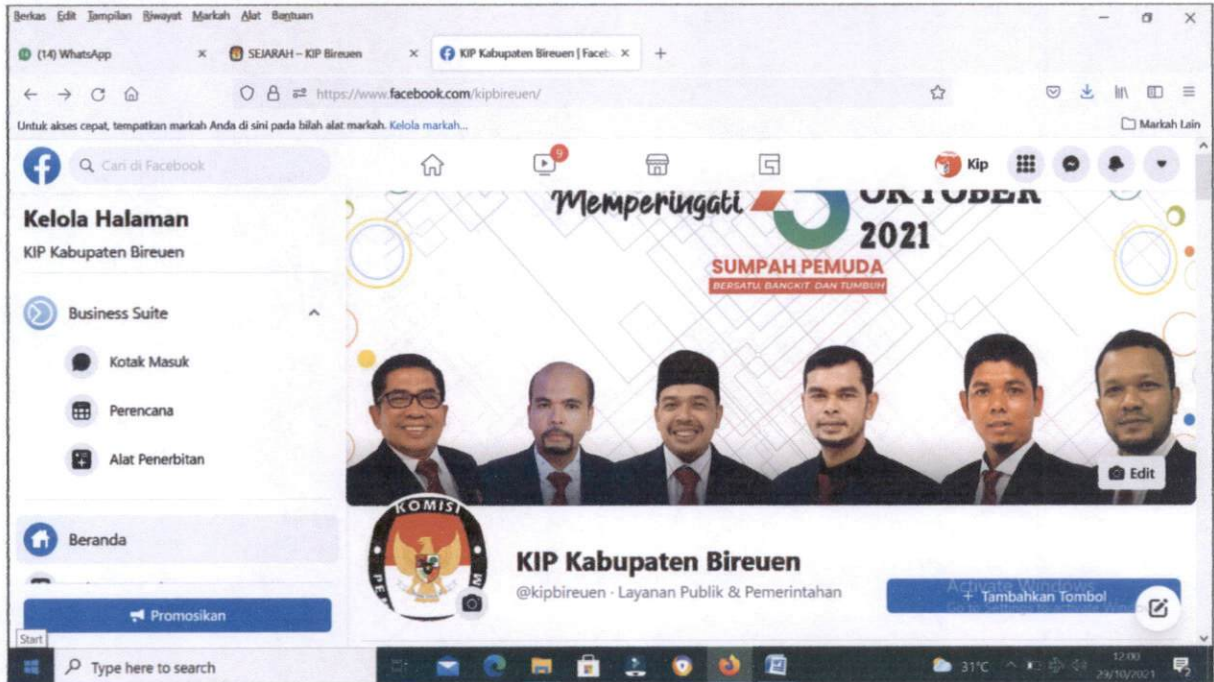 Berkas Edit Tampilan Riwayat Markah Alat Bantuan
(14) WhatsApp
SEJARAH – KIP Bireuen
KIP Kabupaten Bireuen | Faceb
https://www.facebook.com/kipbireuen/
Untuk akses cepat, tempatkan markah Anda di sini pada bilah alat markah. Kelola markah...
Markah Lain
Cari di Facebook
9
Kip
Kelola Halaman
KIP Kabupaten Bireuen
Business Suite
Kotak Masuk
Perencana
Alat Penerbitan
Beranda
Promosikan
Memperingati
OKTOBER
2021
SUMPAH PEMUDA
BERSATU, BANGKIT DAN TUMBUH
Edit
KOMISI
KIP Kabupaten Bireuen
@kipbireuen · Layanan Publik & Pemerintahan
Activate Windows
+ Tambahkan Tombol
Start
Type here to search
31°C
12:00
29/10/2021